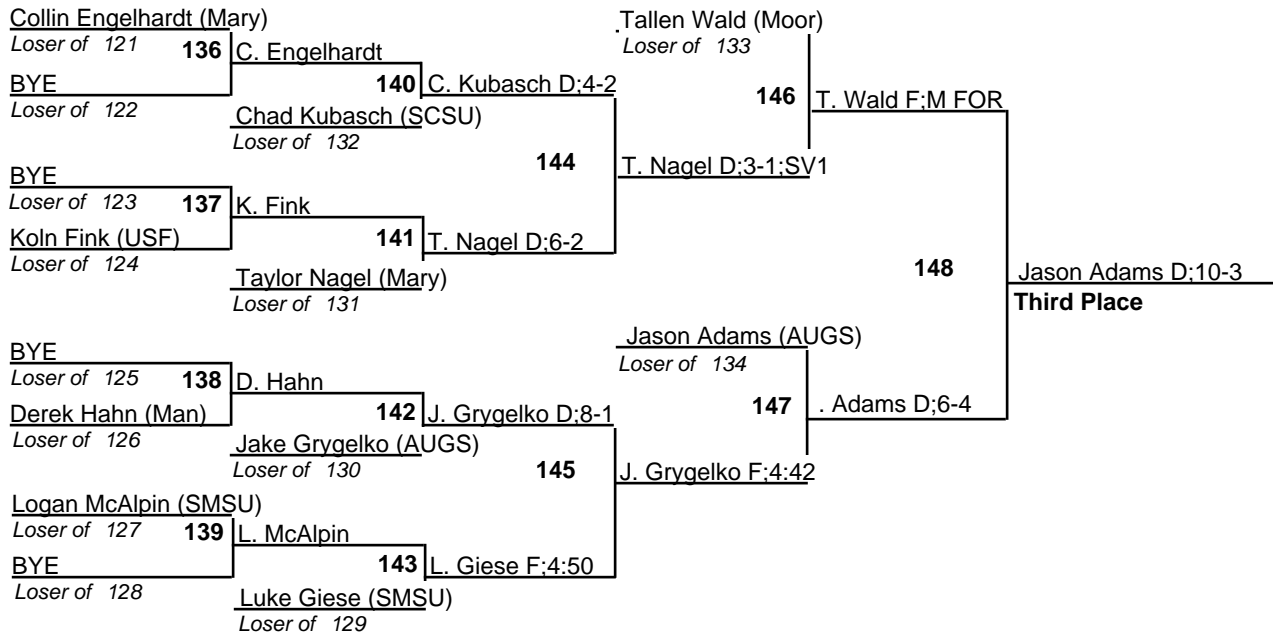 Collin Engelhardt (Mary)
Loser of 121
136
C. Engelhardt
BYE
Loser of 122
140
C. Kubasch D;4-2
Chad Kubasch (SCSU)
Loser of 132
144
BYE
Loser of 123
137
K. Fink
Koln Fink (USF)
Loser of 124
141
T. Nagel D;6-2
Taylor Nagel (Mary)
Loser of 131
Tallen Wald (Moor)
Loser of 133
146
T. Wald F;M FOR
T. Nagel D;3-1;SV1
148
Jason Adams D;10-3
Third Place
BYE
Loser of 125
138
D. Hahn
Derek Hahn (Man)
Loser of 126
142
J. Grygelko D;8-1
Jake Grygelko (AUGS)
Loser of 130
145
Logan McAlpin (SMSU)
Loser of 127
139
L. McAlpin
BYE
Loser of 128
143
L. Giese F;4:50
Luke Giese (SMSU)
Loser of 129
Jason Adams (AUGS)
Loser of 134
147
. Adams D;6-4
J. Grygelko F;4:42